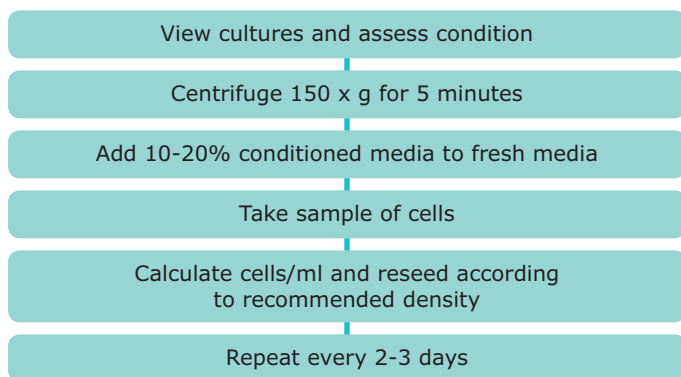 View cultures and assess condition
Centrifuge 150 x g for 5 minutes
Add 10-20% conditioned media to fresh media
Take sample of cells
Calculate cells/ml and reseed according
to recommended density
Repeat every 2-3 days